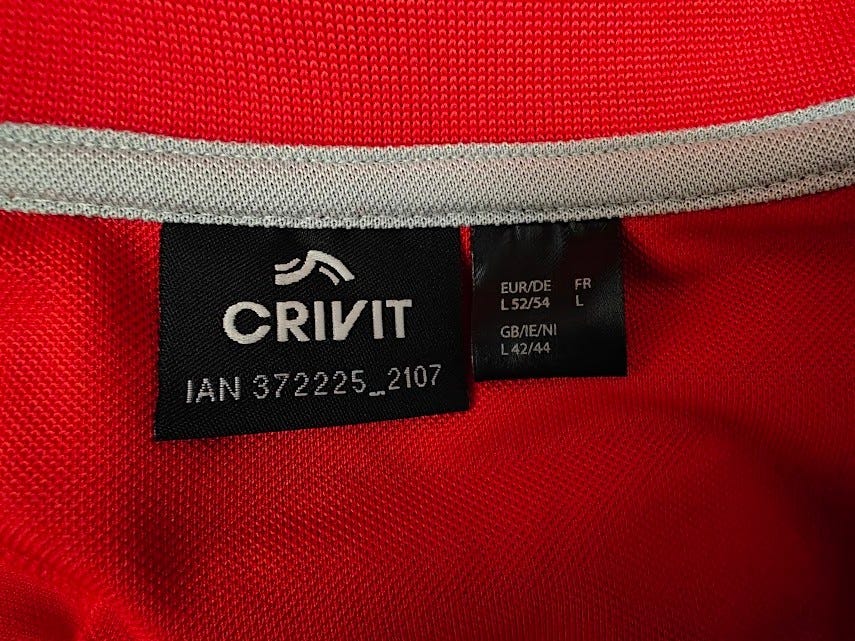 CRIVIT
IAN 372225_2107
EUR/DE FR
L 52/54 L
GB/IE/NI
L 42/44